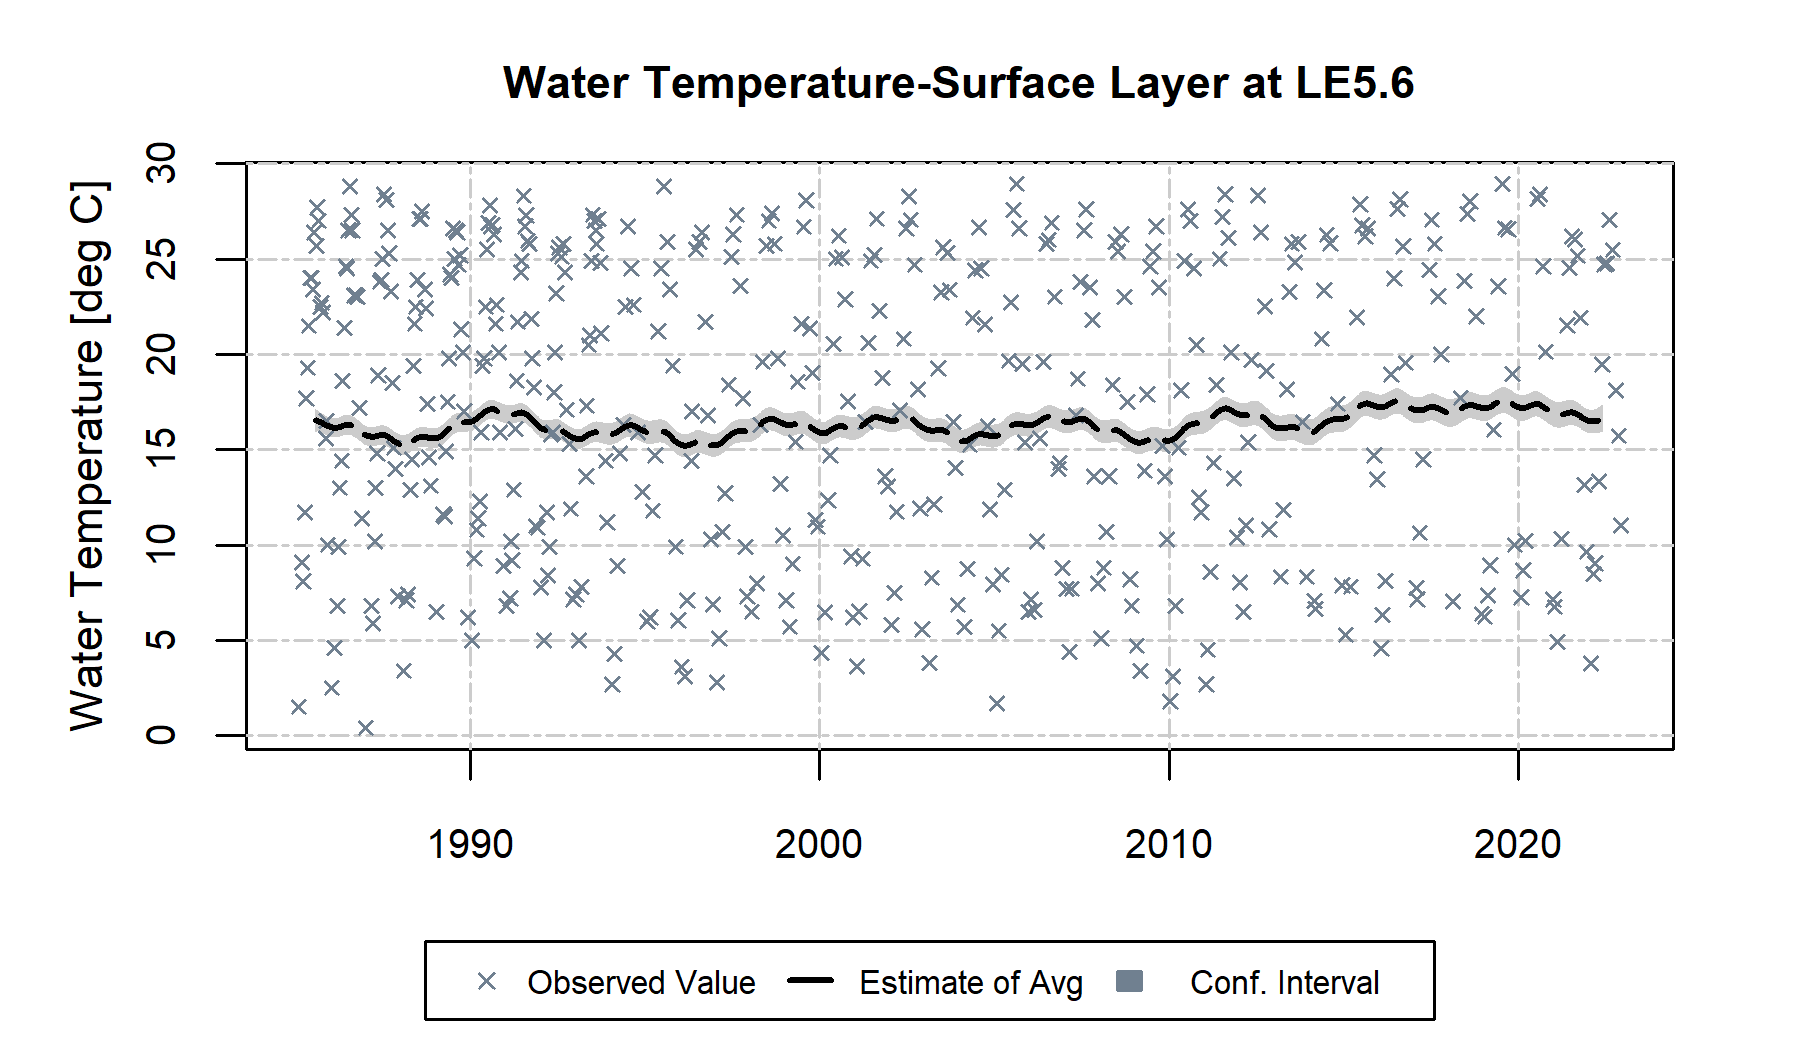 Water Temperature-Surface Layer at LE5.6
Water Temperature [deg C]
30
25
20
15
10
5
0
1990 2000 2010 2020
Observed Value Estimate of Avg Conf. Interval